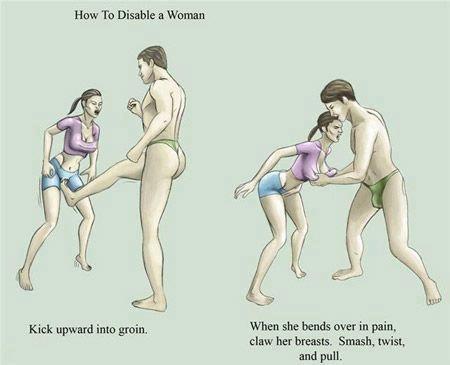 How To Disable a Woman
Kick upward into groin.
When she bends over in pain,
claw her breasts. Smash, twist,
and pull.